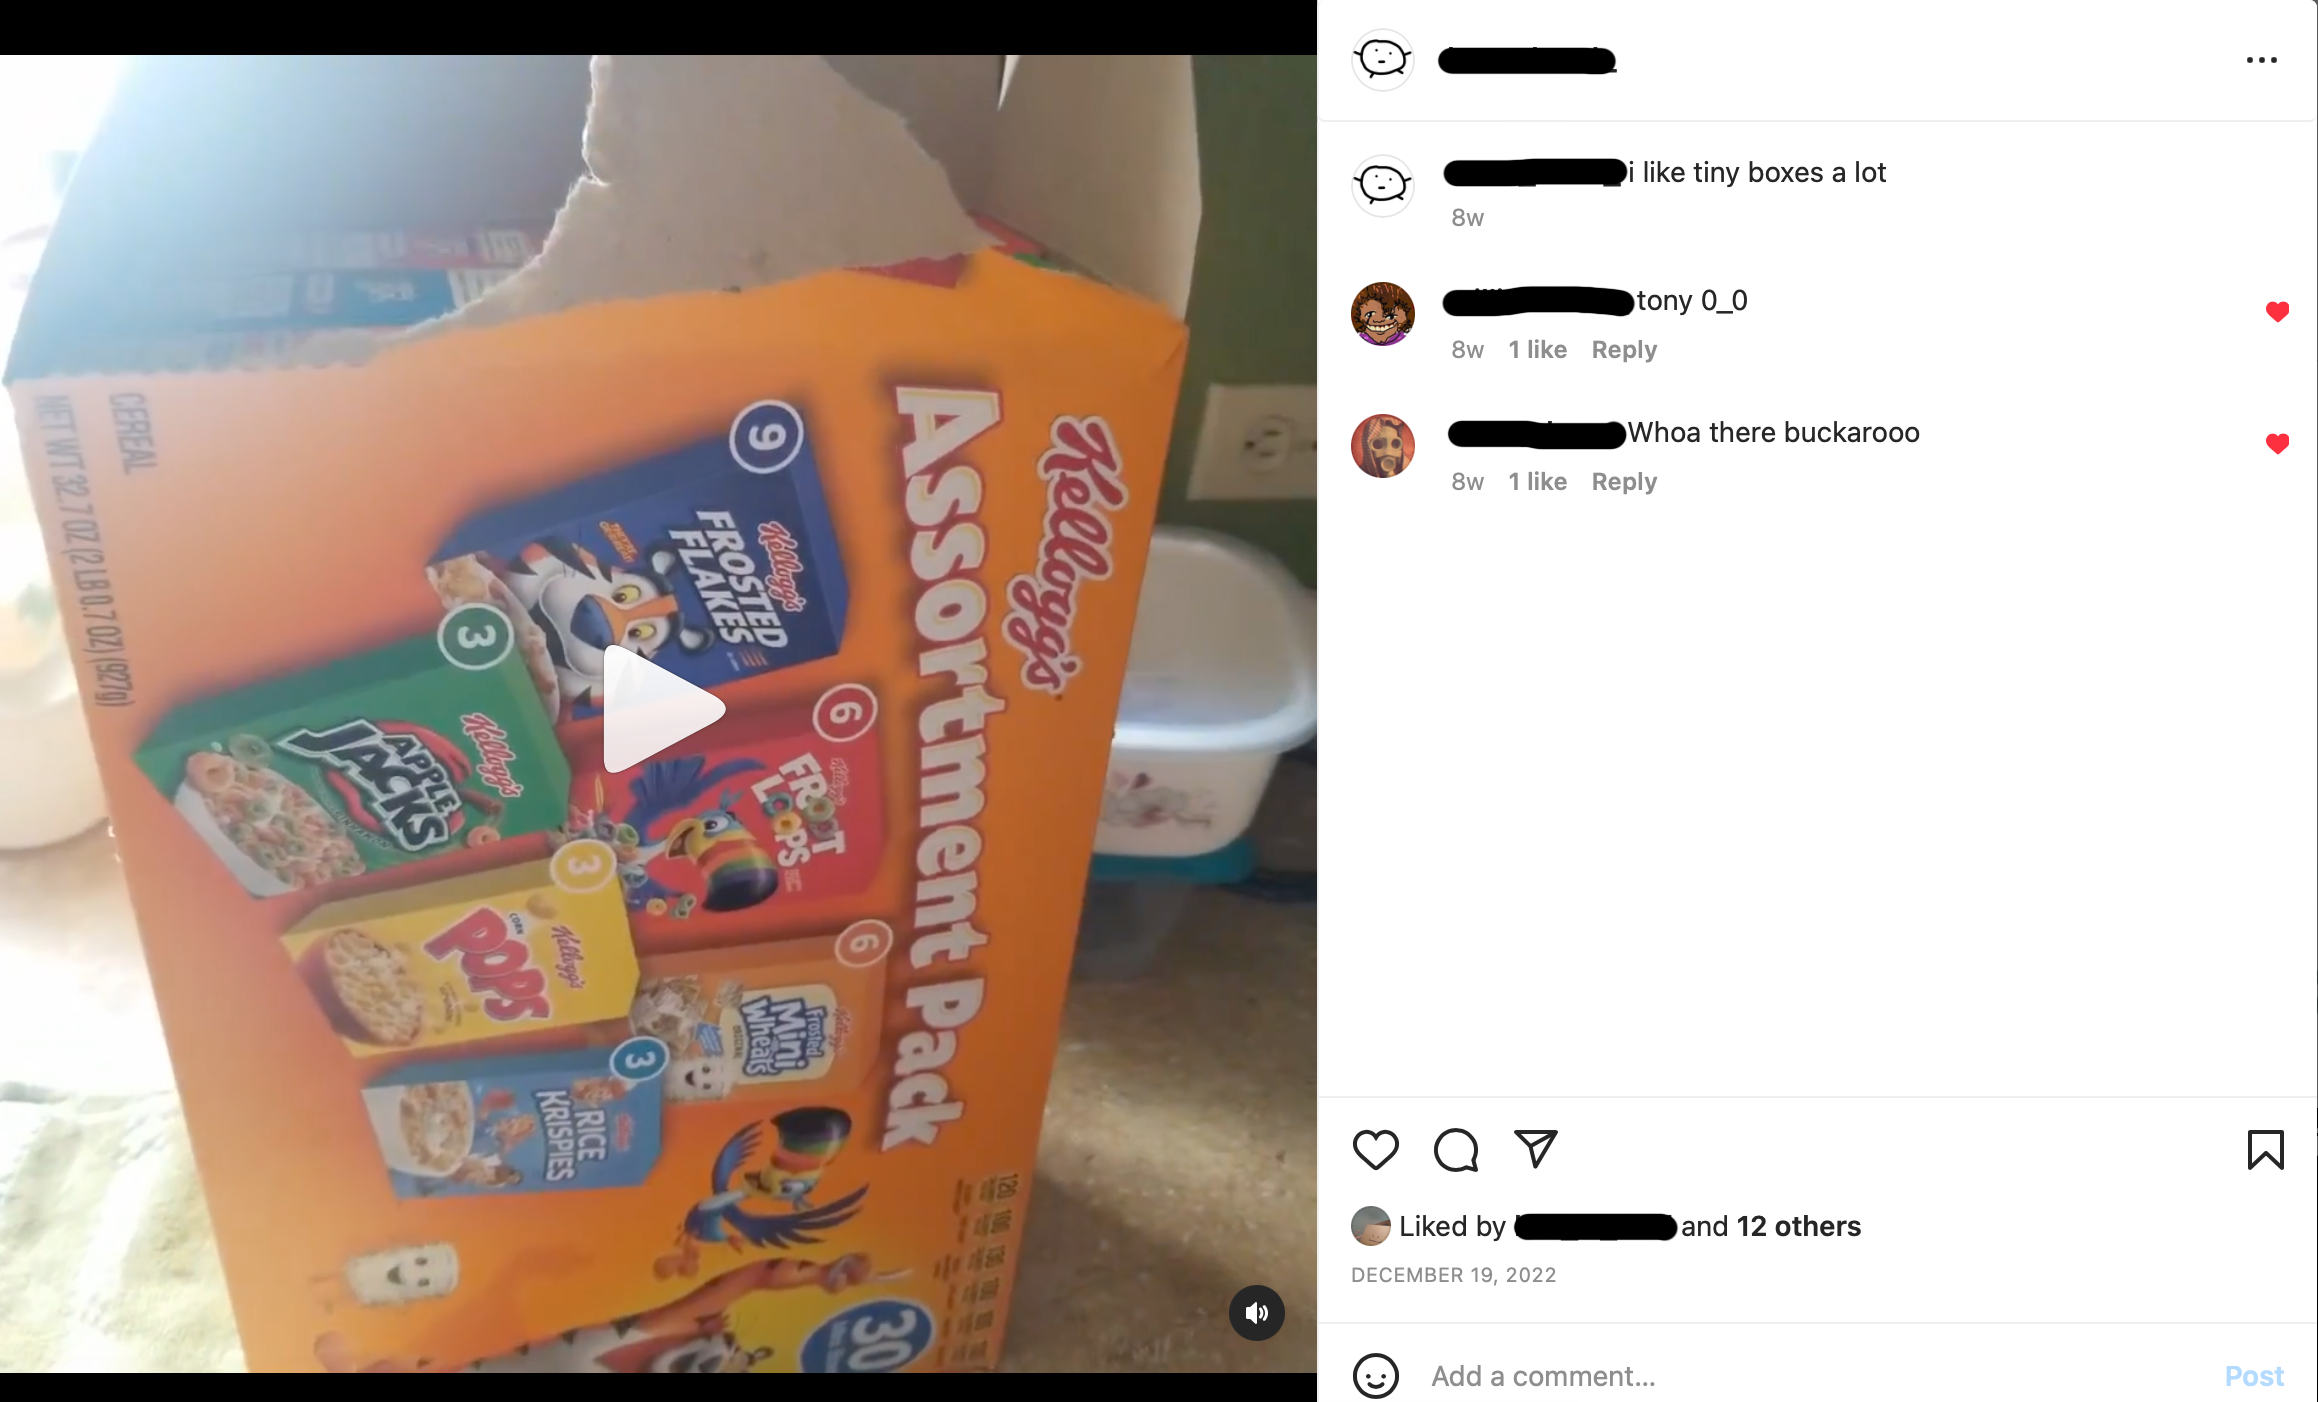 Kellogg's
Assortment Pack
9
Kellogg's
FROSTED
FLAKES
6
Kellogg's
FROOT
LOOPS
6
Kellogg's
Frosted
Mini
Wheats
ORIGINAL
3
Kellogg's
APPLE
JACKS
3
Kellogg's
CORN
POPS
3
Kellogg's
RICE
KRISPIES
30
CEREAL
NET WT 32.7 OZ (2 LB 0.7 OZ) (927g)
i like tiny boxes a lot
8w
tony 0_0
8w 1 like Reply
Whoa there buckarooo
8w 1 like Reply
Liked by and 12 others
DECEMBER 19, 2022
Add a comment... Post